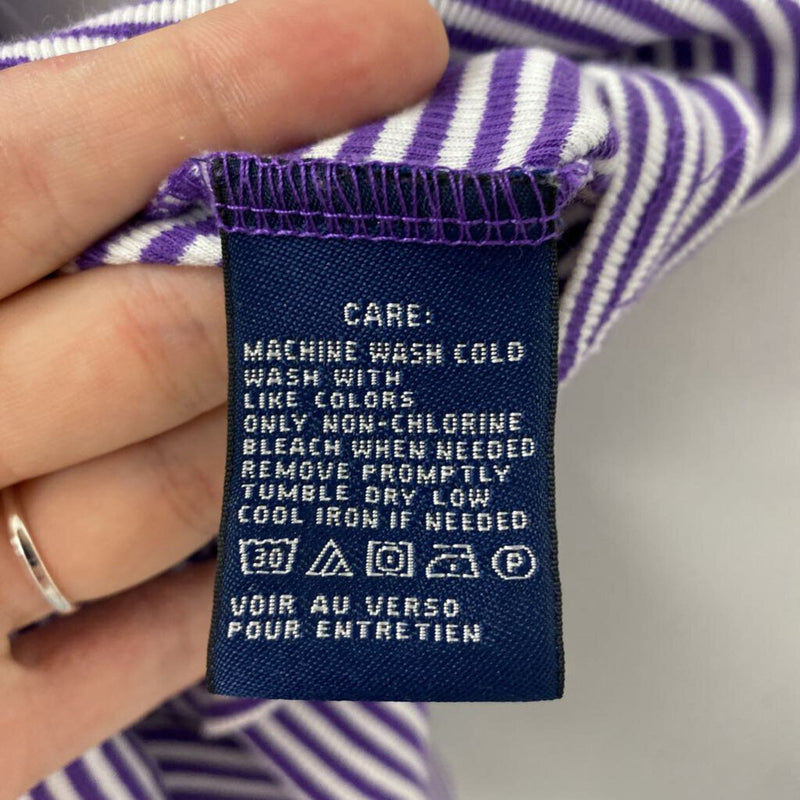 CARE:
MACHINE WASH COLD
WASH WITH
LIKE COLORS
ONLY NON-CHLORINE
BLEACH WHEN NEEDED
REMOVE PROMPTLY
TUMBLE DRY LOW
COOL IRON IF NEEDED
30 P
VOIR AU VERSO
POUR ENTRETIEN